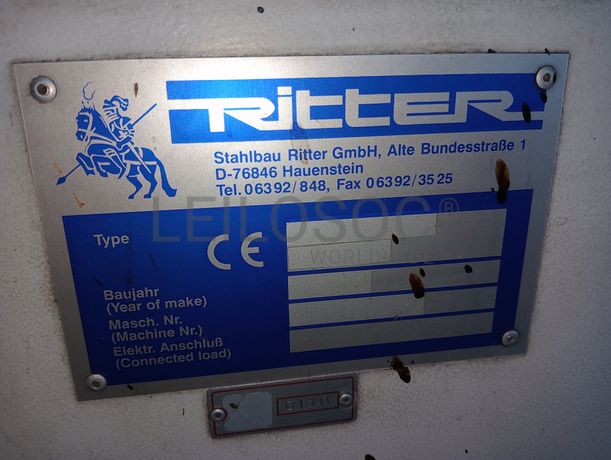 RitteR
Stahlbau Ritter GmbH, Alte Bundesstraße 1
D-76846 Hauenstein
Tel. 06392/848, Fax 06392/3525
LEILOSOC®
WORLDWIDE
Type
CE
Baujahr
(Year of make)
Masch. Nr.
(Machine Nr.)
Elektr. Anschluß
(Connected load)